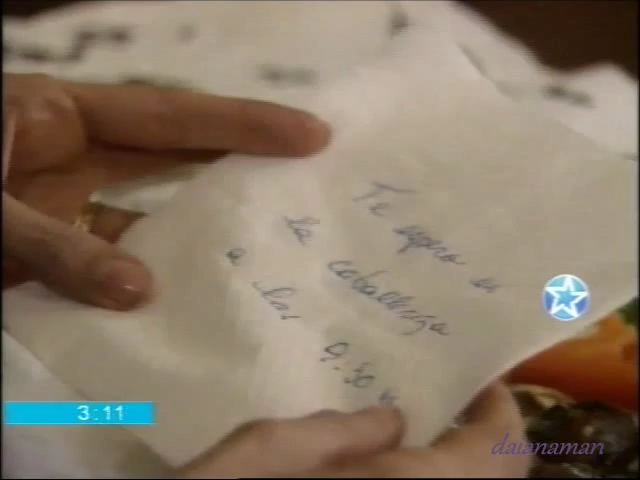 Te espero en
la caballeriza
a las 9.30 h
3:11
daianaman